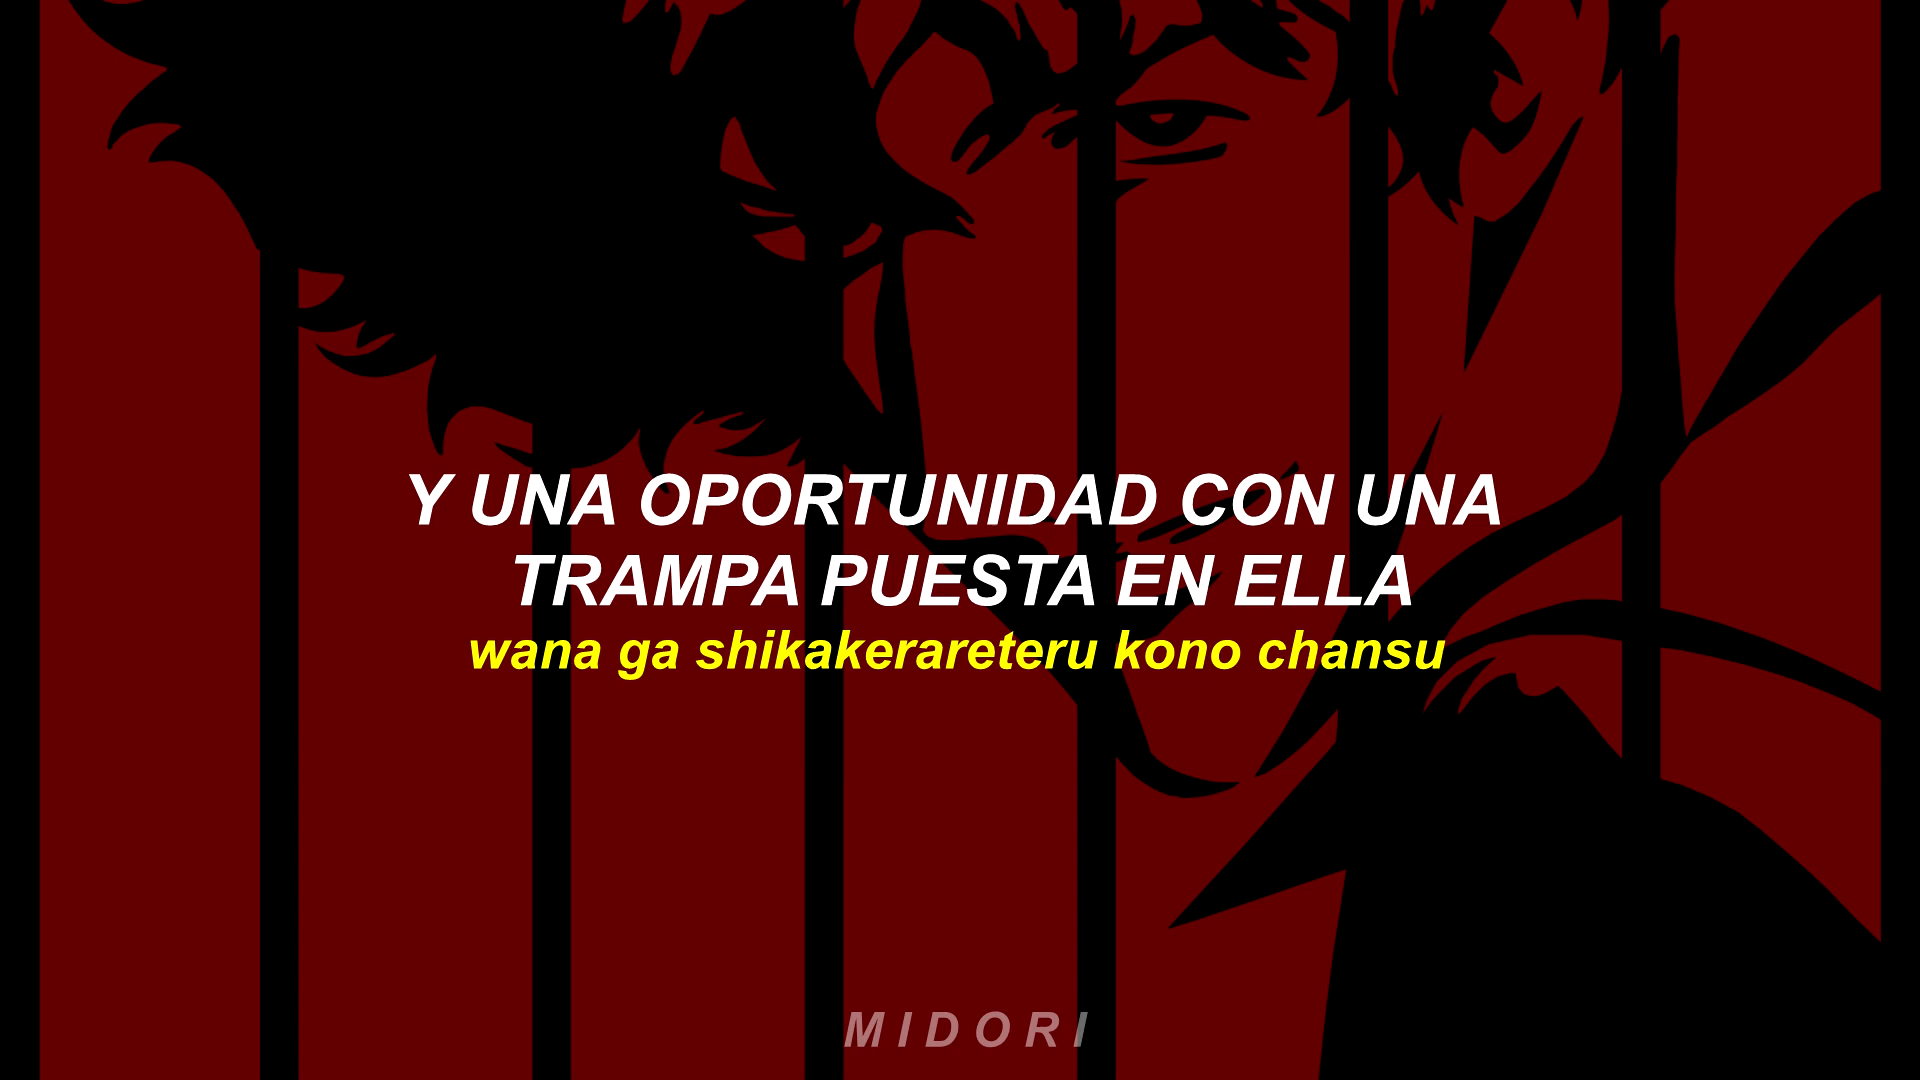 Y UNA OPORTUNIDAD CON UNA
TRAMPA PUESTA EN ELLA
wana ga shikakerareteru kono chansu
MIDORI